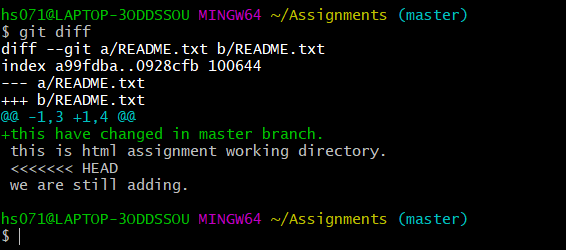 hs071@LAPTOP-3ODDSSOU MINGW64 ~/Assignments (master)
$ git diff
diff --git a/README.txt b/README.txt
index a99fdba..0928cfb 100644
--- a/README.txt
+++ b/README.txt
@@ -1,3 +1,4 @@
+this have changed in master branch.
 this is html assignment working directory.
 <<<<<<< HEAD
 we are still adding.
hs071@LAPTOP-3ODDSSOU MINGW64 ~/Assignments (master)
$